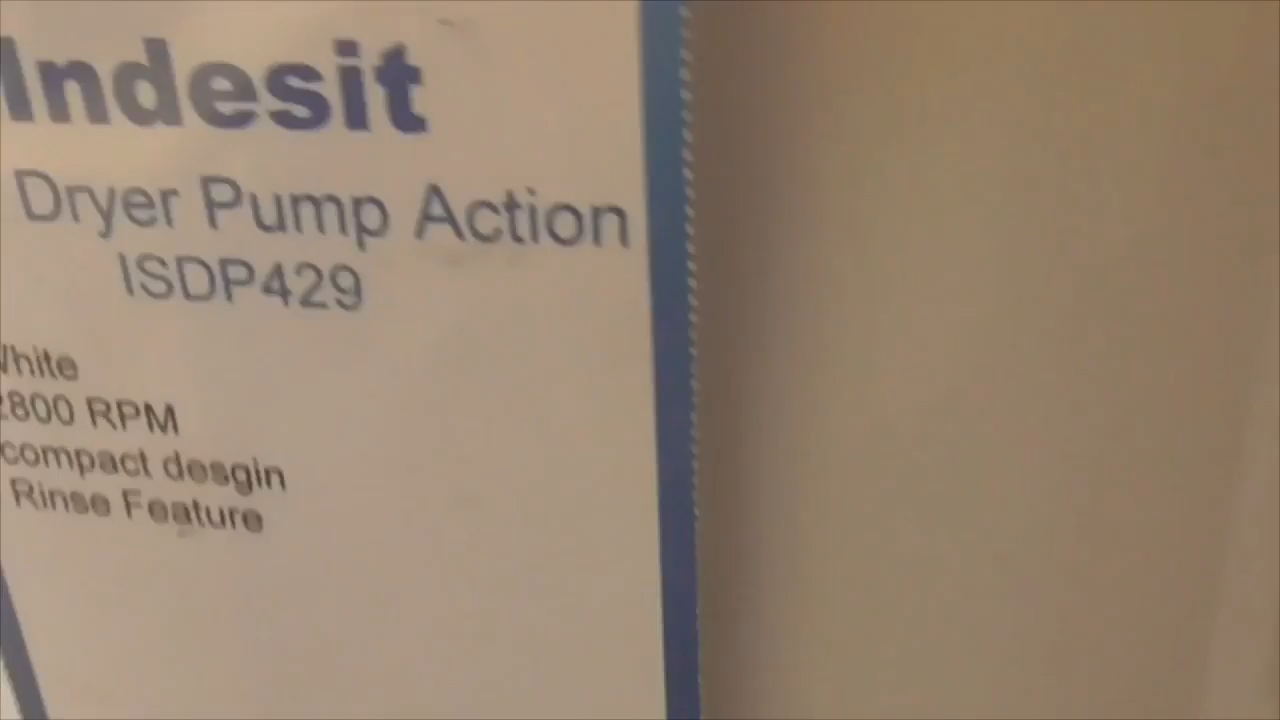 Indesit
Dryer Pump Action
ISDP429
White
2800 RPM
compact desgin
Rinse Feature